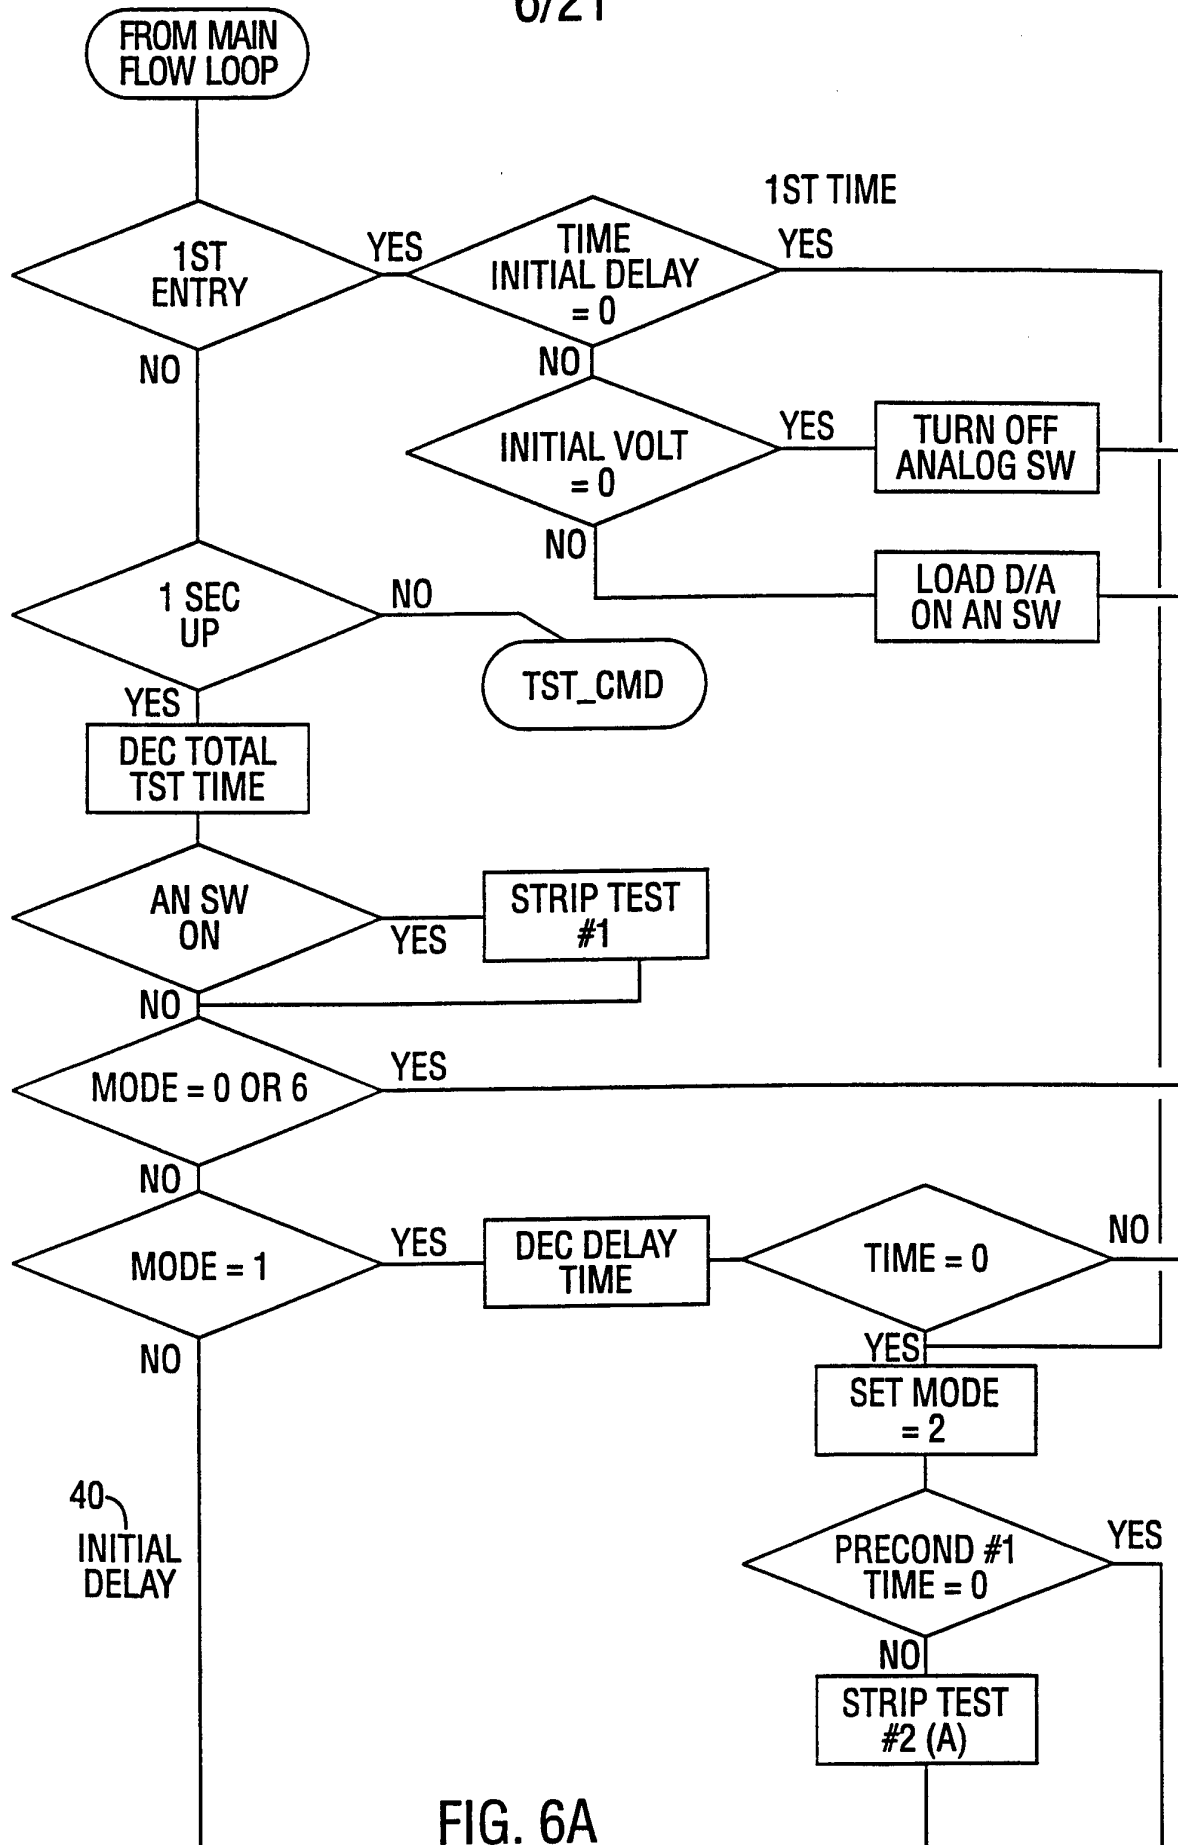 6/21
FROM MAIN
FLOW LOOP
1ST TIME
1ST
ENTRY
YES
NO
TIME
INITIAL DELAY
= 0
YES
NO
INITIAL VOLT
= 0
YES
NO
TURN OFF
ANALOG SW
LOAD D/A
ON AN SW
1 SEC
UP
NO
YES
TST_CMD
DEC TOTAL
TST TIME
AN SW
ON
YES
NO
STRIP TEST
#1
MODE = 0 OR 6
YES
NO
MODE = 1
YES
NO
DEC DELAY
TIME
TIME = 0
NO
YES
SET MODE
= 2
40
INITIAL
DELAY
PRECOND #1
TIME = 0
YES
NO
STRIP TEST
#2 (A)
FIG. 6A